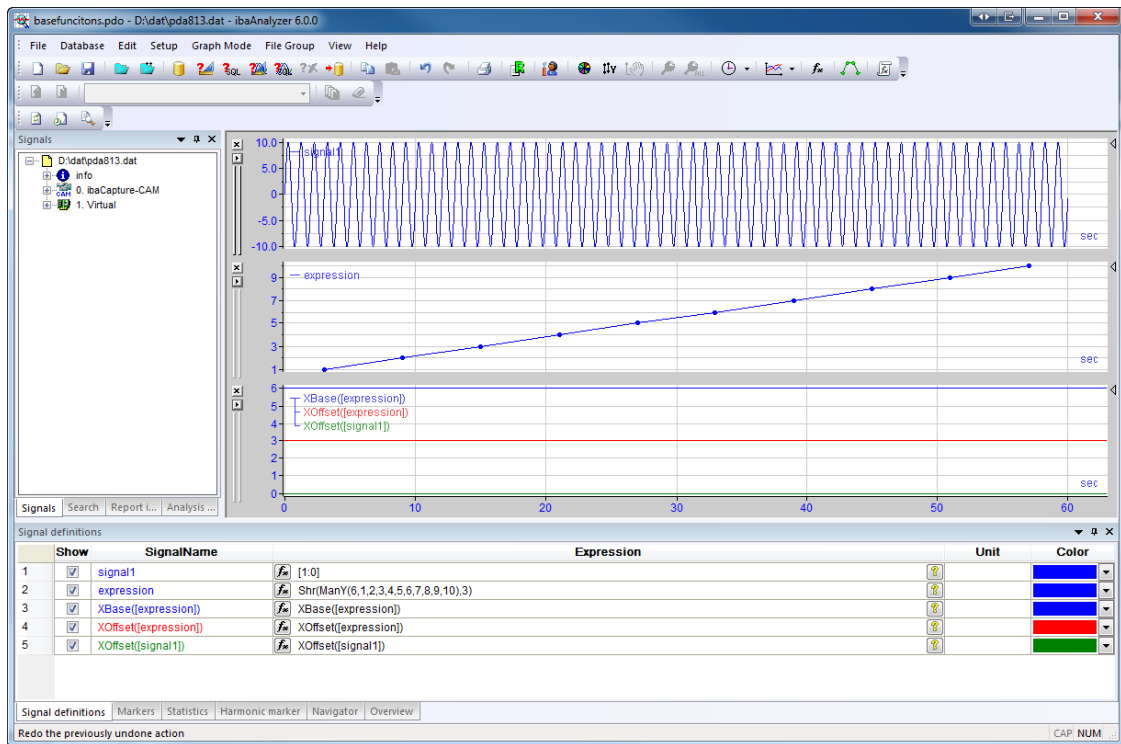 basefuncitons.pdo - D:\dat\pda813.dat - ibaAnalyzer 6.0.0
File Database Edit Setup Graph Mode File Group View Help
Signals
D:\dat\pda813.dat
info
0. ibaCapture-CAM
1. Virtual
Signals Search Report i... Analysis ...
10.0
5.0
0
-5.0
-10.0
signal1
sec
9
7
5
3
1
expression
sec
6
5
4
3
2
1
0
XBase([expression])
XOffset([expression])
XOffset([signal1])
sec
0 10 20 30 40 50 60
Signal definitions
Show SignalName Expression Unit Color
1 signal1 [1:0]
2 expression Shr(ManY(6,1,2,3,4,5,6,7,8,9,10),3)
3 XBase([expression]) XBase([expression])
4 XOffset([expression]) XOffset([expression])
5 XOffset([signal1]) XOffset([signal1])
Signal definitions Markers Statistics Harmonic marker Navigator Overview
Redo the previously undone action CAP NUM